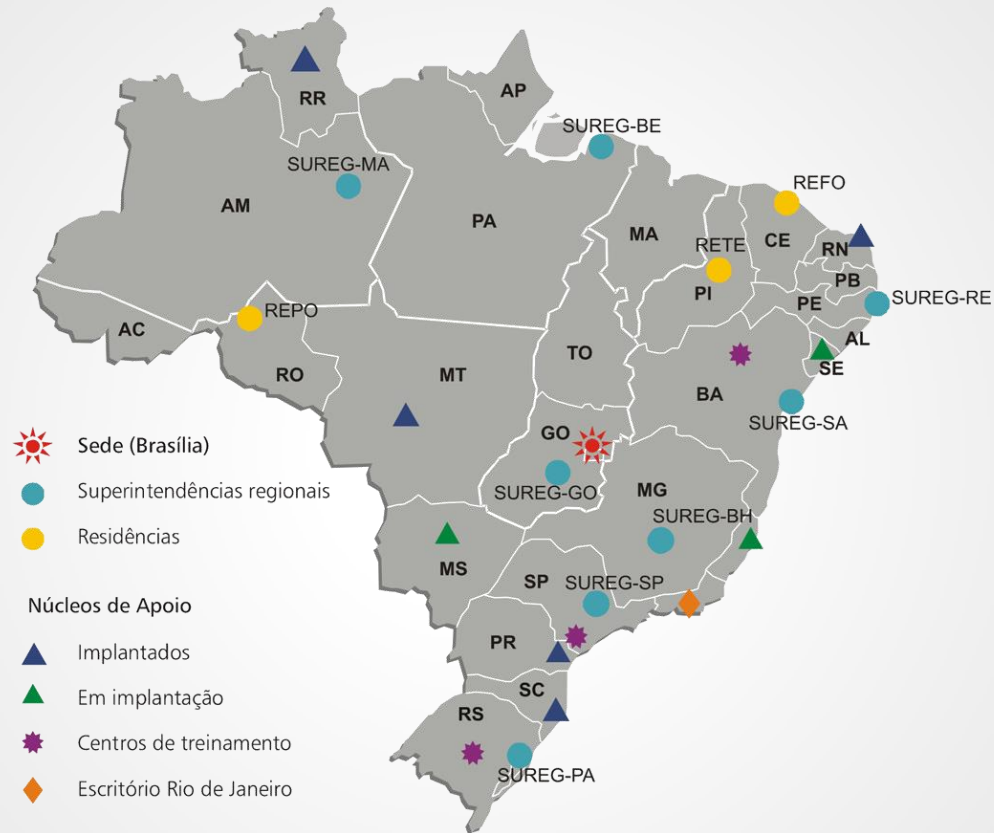 RR
AP
SUREG-BE
SUREG-MA
REFO
AM
PA
MA
CE
RN
RETE
PB
PI
PE
SUREG-RE
REPO
AC
AL
TO
SE
RO
MT
BA
SUREG-SA
GO
Sede (Brasília)
SUREG-GO
MG
Superintendências regionais
SUREG-BH
Residências
MS
SP
SUREG-SP
Núcleos de Apoio
PR
Implantados
SC
Em implantação
RS
Centros de treinamento
SUREG-PA
Escritório Rio de Janeiro